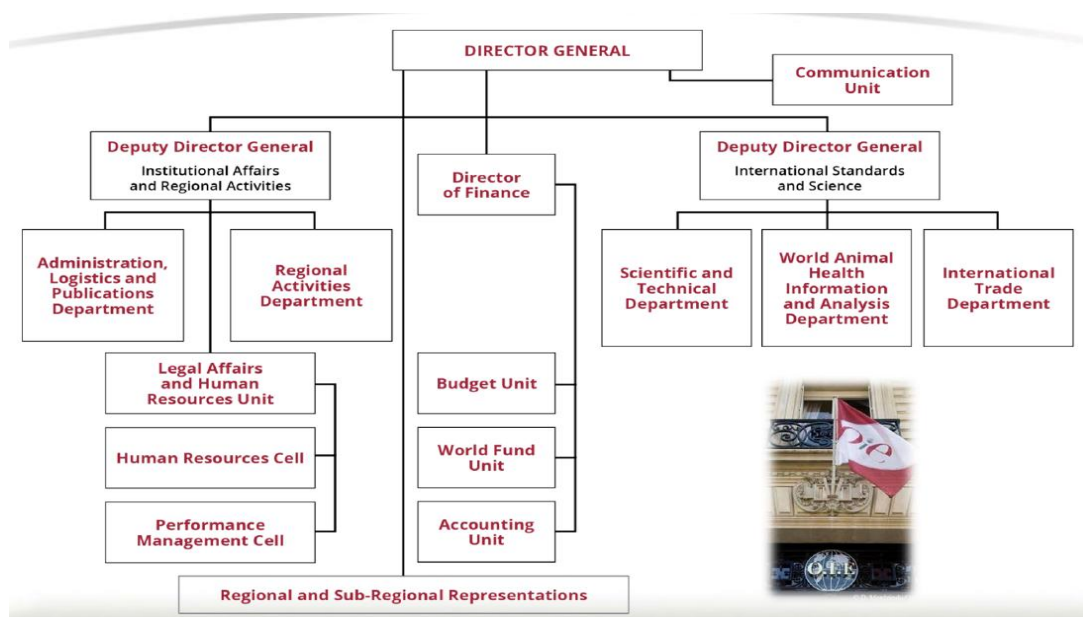 DIRECTOR GENERAL
Communication
Unit
Deputy Director General
Institutional Affairs
and Regional Activities
Director
of Finance
Deputy Director General
International Standards
and Science
Administration,
Logistics and
Publications
Department
Regional
Activities
Department
Scientific and
Technical
Department
World Animal
Health
Information
and Analysis
Department
International
Trade
Department
Legal Affairs
and Human
Resources Unit
Budget Unit
Human Resources Cell
World Fund
Unit
Performance
Management Cell
Accounting
Unit
Regional and Sub-Regional Representations
Oie
O.I.E